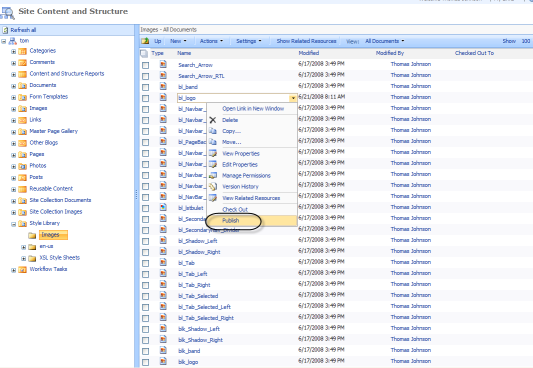 Site Content and Structure
Refresh all
tom
Categories
Comments
Content and Structure Reports
Documents
Form Templates
Images
Links
Master Page Gallery
Other Blogs
Pages
Photos
Posts
Reusable Content
Site Collection Documents
Site Collection Images
Style Library
Images
en-us
XSL Style Sheets
Workflow Tasks
Images - All Documents
Up New Actions Settings Show Related Resources View: All Documents Show 100
Type Name Modified Modified By Checked Out To
Search_Arrow 6/17/2008 3:49 PM Thomas Johnson
Search_Arrow_RTL 6/17/2008 3:49 PM Thomas Johnson
bl_band 6/17/2008 3:49 PM Thomas Johnson
bl_logo 6/21/2008 8:11 AM Thomas Johnson
bl_Navbar_ Open Link in New Window 6/17/2008 3:49 PM Thomas Johnson
bl_Navbar_ Delete 6/17/2008 3:49 PM Thomas Johnson
bl_Navbar_ Copy... 6/17/2008 3:49 PM Thomas Johnson
bl_PageBac Move... 6/17/2008 3:49 PM Thomas Johnson
bl_Navbar_ View Properties 6/17/2008 3:49 PM Thomas Johnson
bl_Navbar_ Edit Properties 6/17/2008 3:49 PM Thomas Johnson
bl_Navbar_ Manage Permissions 6/17/2008 3:49 PM Thomas Johnson
bl_Navbar_ Version History 6/17/2008 3:49 PM Thomas Johnson
bl_NavBar_ View Related Resources 6/17/2008 3:49 PM Thomas Johnson
bl_lstbulet Check Out 6/17/2008 3:49 PM Thomas Johnson
bl_Seconda Publish 6/17/2008 3:49 PM Thomas Johnson
bl_SecondaryNav_Divider 6/17/2008 3:49 PM Thomas Johnson
bl_Shadow_Left 6/17/2008 3:49 PM Thomas Johnson
bl_Shadow_Right 6/17/2008 3:49 PM Thomas Johnson
bl_Tab 6/17/2008 3:49 PM Thomas Johnson
bl_Tab_Left 6/17/2008 3:49 PM Thomas Johnson
bl_Tab_Right 6/17/2008 3:49 PM Thomas Johnson
bl_Tab_Selected 6/17/2008 3:49 PM Thomas Johnson
bl_Tab_Selected_Left 6/17/2008 3:49 PM Thomas Johnson
bl_Tab_Selected_Right 6/17/2008 3:49 PM Thomas Johnson
blk_Shadow_Left 6/17/2008 3:49 PM Thomas Johnson
blk_Shadow_Right 6/17/2008 3:49 PM Thomas Johnson
blk_band 6/17/2008 3:49 PM Thomas Johnson
blk_logo 6/17/2008 3:49 PM Thomas Johnson